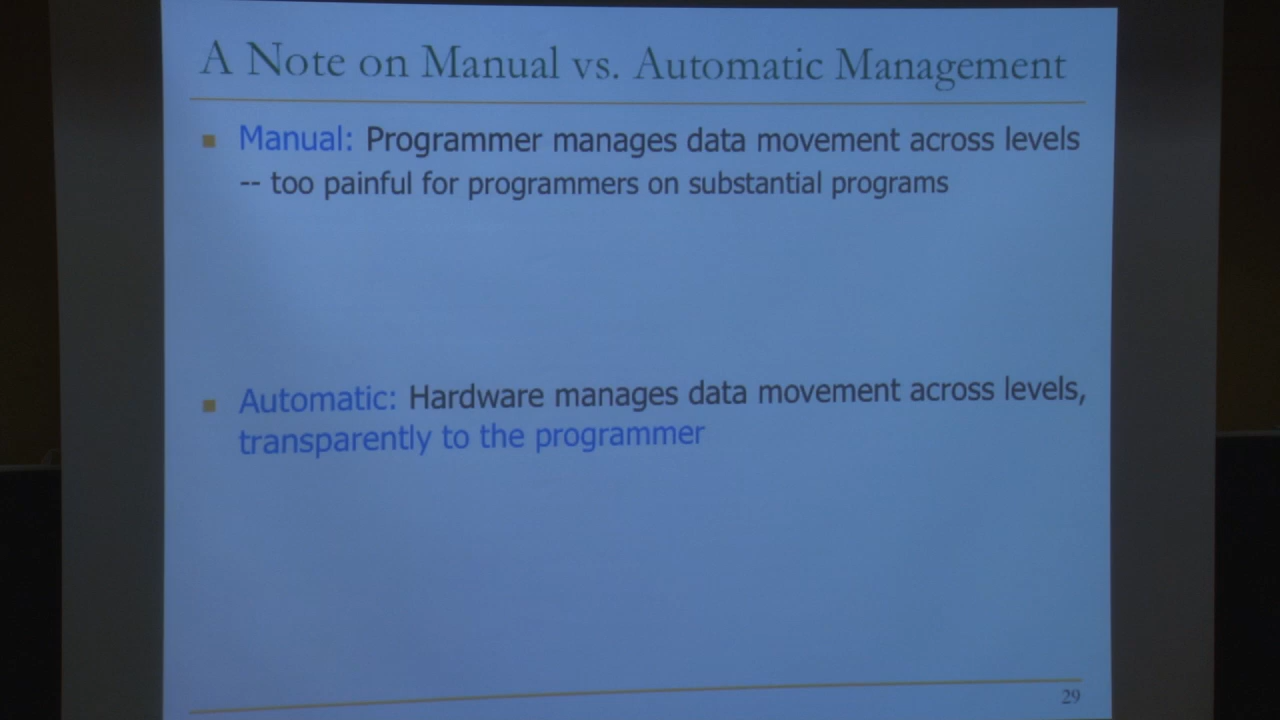 A Note on Manual vs. Automatic Management
Manual: Programmer manages data movement across levels
-- too painful for programmers on substantial programs
Automatic: Hardware manages data movement across levels,
transparently to the programmer
29